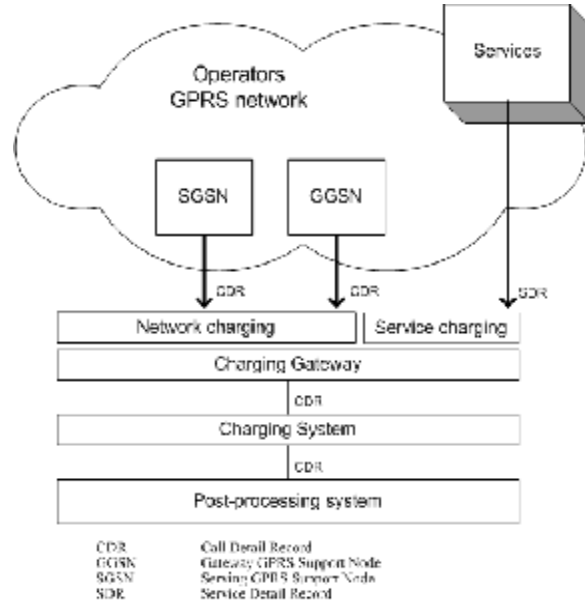 Operators
GPRS network
Services
SGSN
GGSN
CDR
CDR
SDR
Network charging
Service charging
Charging Gateway
CDR
Charging System
CDR
Post-processing system
CDR Call Detail Record
GGSN Gateway GPRS Support Node
SGSN Serving GPRS Support Node
SDR Service Detail Record